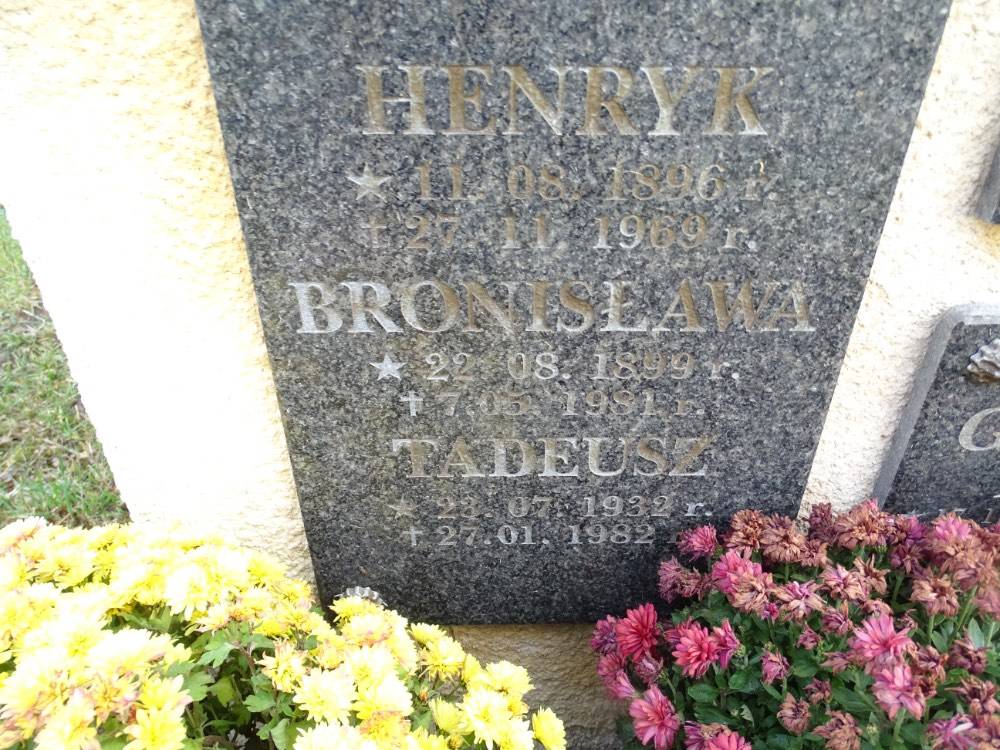 HENRYK
★ 11. 08. 1896 r.
✝ 27. 11. 1969 r.
BRONISŁAWA
★ 22. 08. 1899 r.
✝ 7. 05. 1981 r.
TADEUSZ
★ 23. 07. 1932 r.
✝ 27. 01. 1982 r.